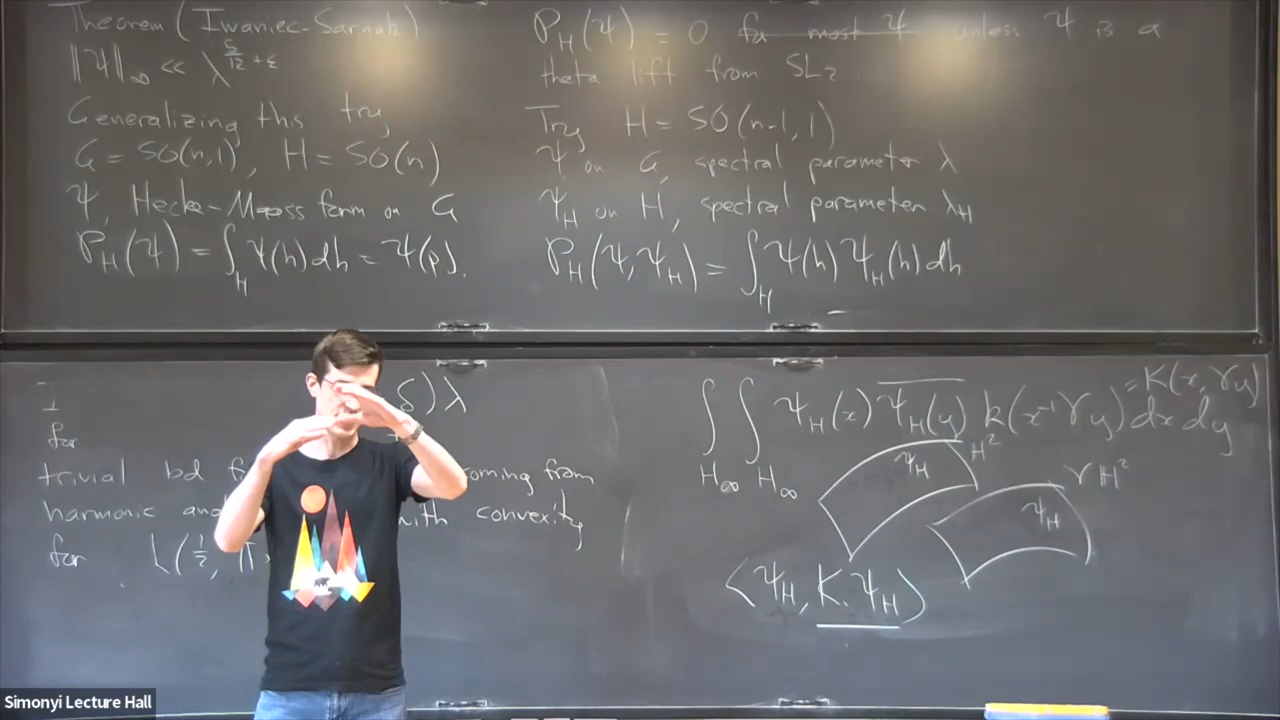 Theorem (Iwaniec-Sarnak)
‖Ψ‖∞ << λ^{5/12 + ε}
Generalizing this, try
G = SO(n,1), H = SO(n)
Ψ, Hecke-Maass form on G
P_H(Ψ) = ∫_H Ψ(h) dh = Ψ(p).
P_H(Ψ) = 0 for most Ψ unless Ψ is a
theta lift from SL₂.
Try H = SO(n-1, 1)
Ψ on G, spectral parameter λ
Ψ_H on H, spectral parameter λ_H
P_H(Ψ, Ψ_H) = ∫_H Ψ(h) Ψ_H(h) dh
δ)λ
for
trivial bd coming from
harmonic with convexity
for L(1/2, Π
∫_{H∞} ∫_{H∞} Ψ_H(x) \overline{Ψ_H(y)} k(x⁻¹γy) dx dy
= K(x, γy)
Ψ_H H²
Ψ_H γH²
⟨Ψ_H, K·Ψ_H⟩
Simonyi Lecture Hall